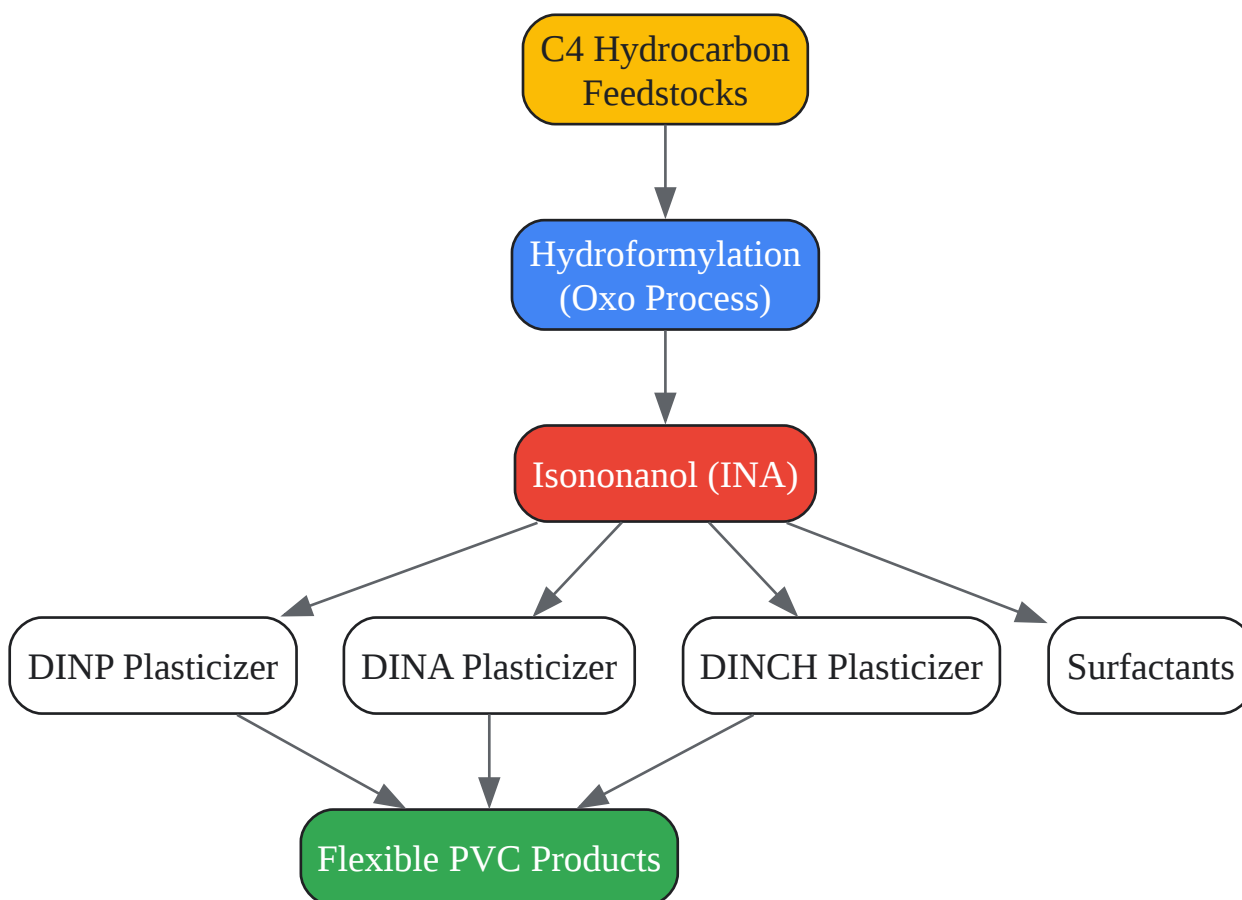 C4 Hydrocarbon
Feedstocks
Hydroformylation
(Oxo Process)
Isononanol (INA)
DINP Plasticizer
DINA Plasticizer
DINCH Plasticizer
Surfactants
Flexible PVC Products